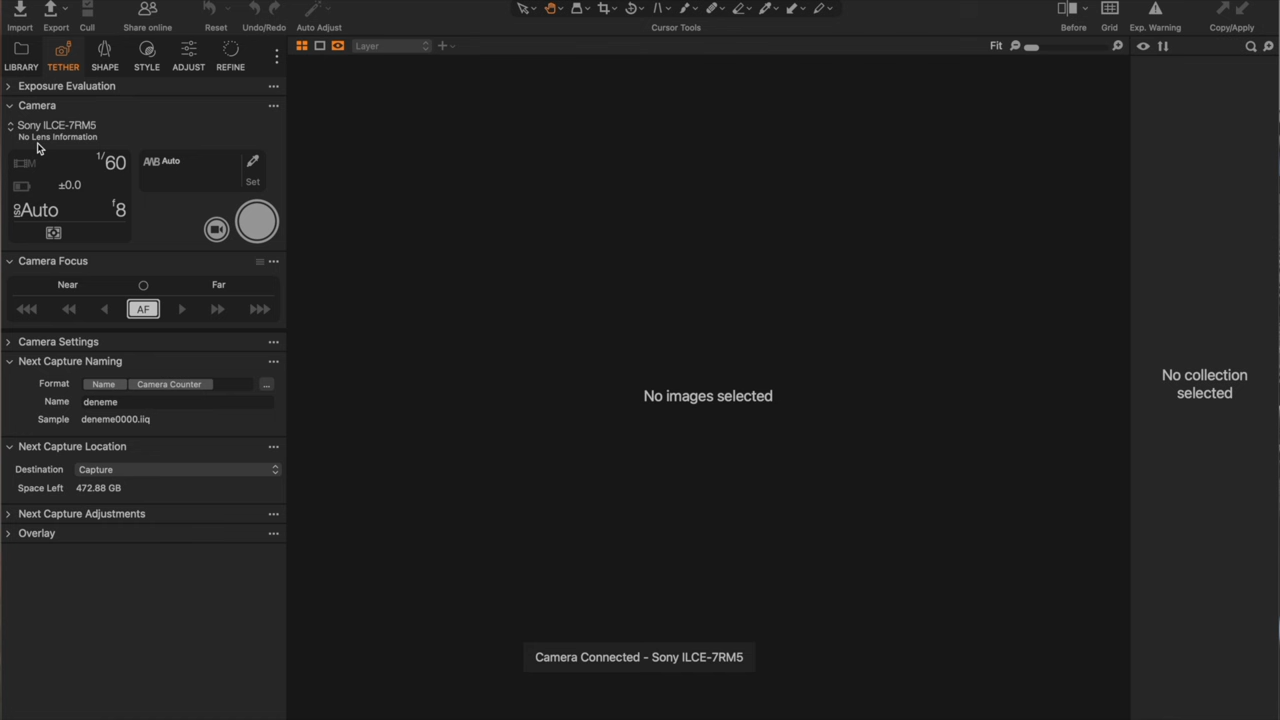 Import Export Cull Share online Reset Undo/Redo Auto Adjust Cursor Tools Before Grid Exp. Warning Copy/Apply
LIBRARY TETHER SHAPE STYLE ADJUST REFINE
Layer
Fit
Exposure Evaluation
Camera
Sony ILCE-7RM5
No Lens Information
M 1/60
±0.0
ISO Auto f8
AWB Auto
Set
Camera Focus
Near Far
AF
Camera Settings
Next Capture Naming
Format Name Camera Counter ...
Name deneme
Sample deneme0000.iiq
Next Capture Location
Destination Capture
Space Left 472.88 GB
Next Capture Adjustments
Overlay
No images selected
Camera Connected - Sony ILCE-7RM5
No collection
selected